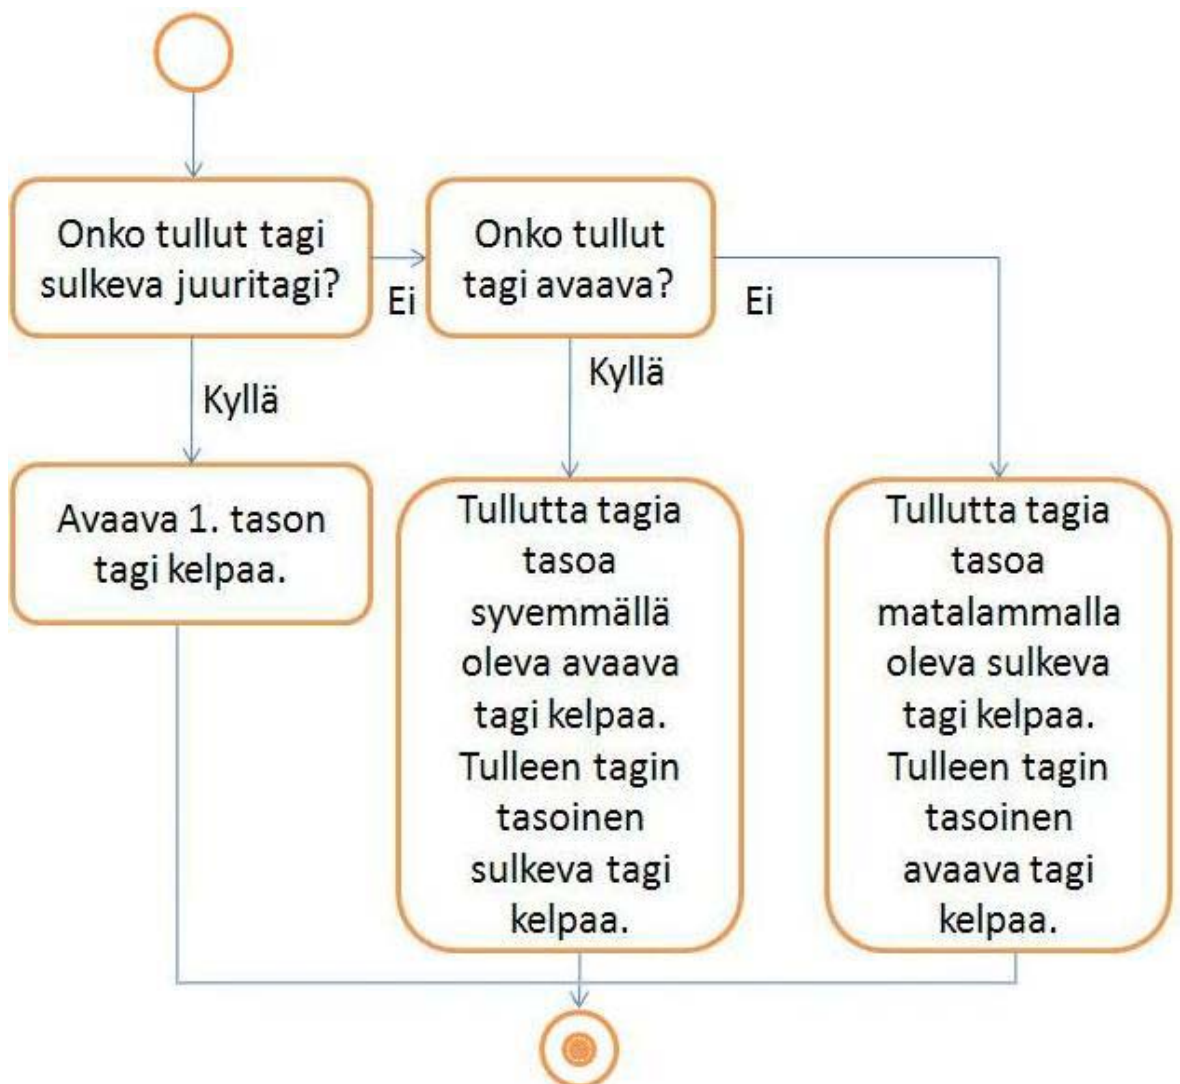 Onko tullut tagi
sulkeva juuritagi?
Ei
Onko tullut
tagi avaava?
Ei
Kyllä
Kyllä
Avaava 1. tason
tagi kelpaa.
Tullutta tagia
tasoa
syvemmällä
oleva avaava
tagi kelpaa.
Tulleen tagin
tasoinen
sulkeva tagi
kelpaa.
Tullutta tagia
tasoa
matalammalla
oleva sulkeva
tagi kelpaa.
Tulleen tagin
tasoinen
avaava tagi
kelpaa.